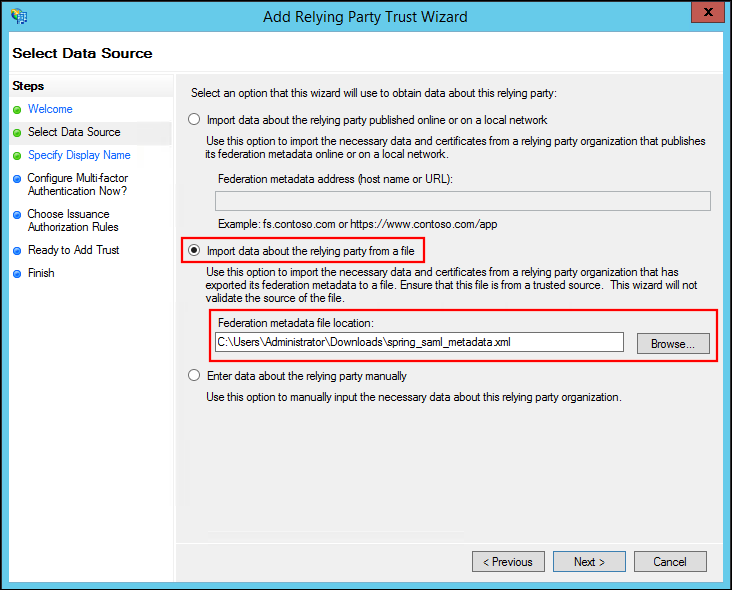 Add Relying Party Trust Wizard
X
Select Data Source
Steps
Welcome
Select Data Source
Specify Display Name
Configure Multi-factor
Authentication Now?
Choose Issuance
Authorization Rules
Ready to Add Trust
Finish
Select an option that this wizard will use to obtain data about this relying party:
Import data about the relying party published online or on a local network
Use this option to import the necessary data and certificates from a relying party organization that publishes
its federation metadata online or on a local network.
Federation metadata address (host name or URL):
Example: fs.contoso.com or https://www.contoso.com/app
Import data about the relying party from a file
Use this option to import the necessary data and certificates from a relying party organization that has
exported its federation metadata to a file. Ensure that this file is from a trusted source.  This wizard will not
validate the source of the file.
Federation metadata file location:
C:\Users\Administrator\Downloads\spring_saml_metadata.xml
Browse...
Enter data about the relying party manually
Use this option to manually input the necessary data about this relying party organization.
< Previous
Next >
Cancel